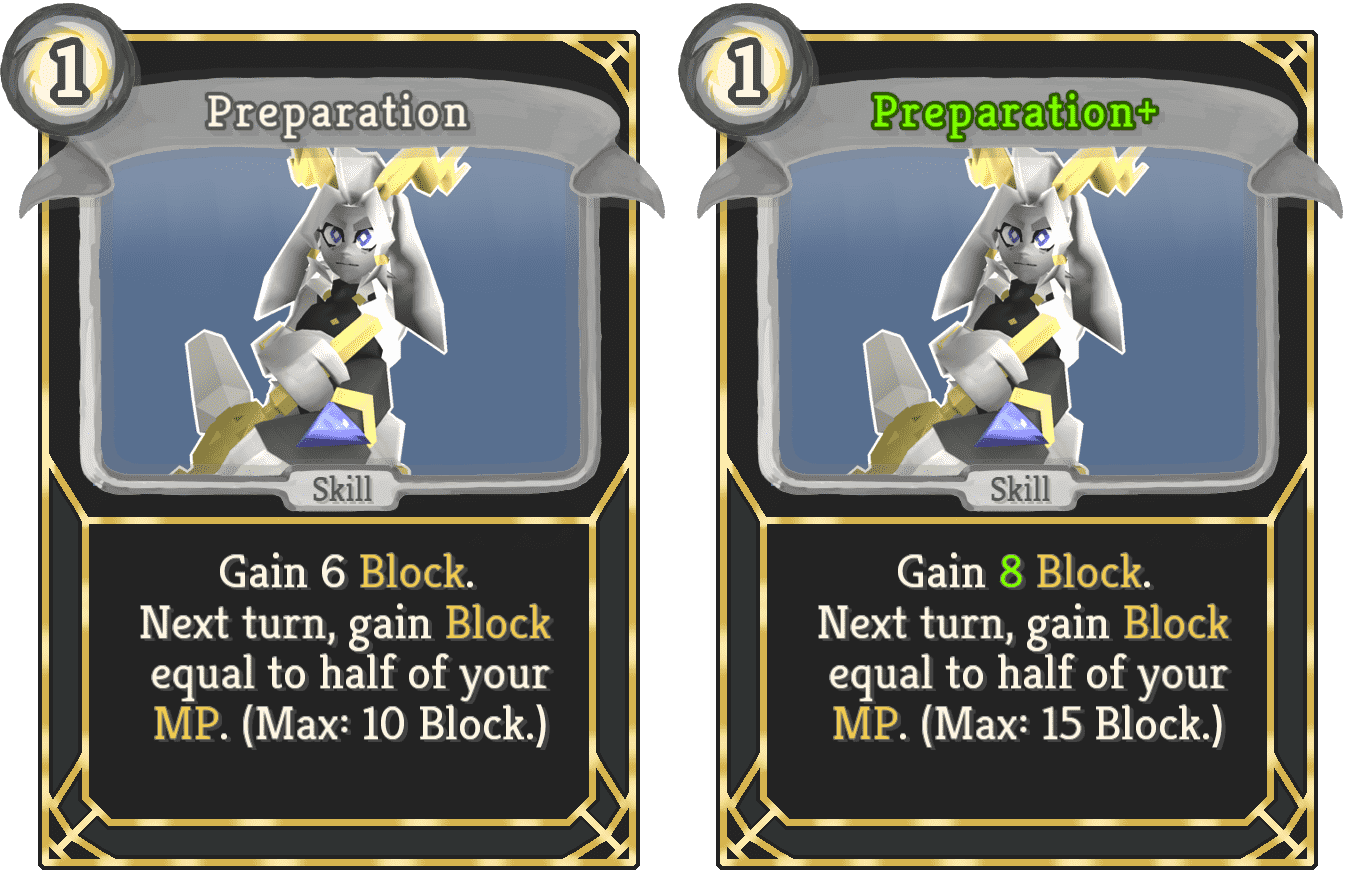 1
Preparation
Skill
Gain 6 Block.
Next turn, gain Block
equal to half of your
MP. (Max: 10 Block.)
1
Preparation+
Skill
Gain 8 Block.
Next turn, gain Block
equal to half of your
MP. (Max: 15 Block.)